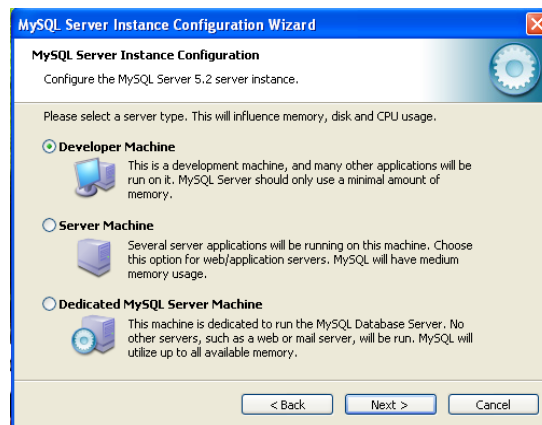 MySQL Server Instance Configuration Wizard
MySQL Server Instance Configuration
Configure the MySQL Server 5.2 server instance.
Please select a server type. This will influence memory, disk and CPU usage.
Developer Machine
This is a development machine, and many other applications will be
run on it. MySQL Server should only use a minimal amount of
memory.
Server Machine
Several server applications will be running on this machine. Choose
this option for web/application servers. MySQL will have medium
memory usage.
Dedicated MySQL Server Machine
This machine is dedicated to run the MySQL Database Server. No
other servers, such as a web or mail server, will be run. MySQL will
utilize up to all available memory.
< Back Next > Cancel